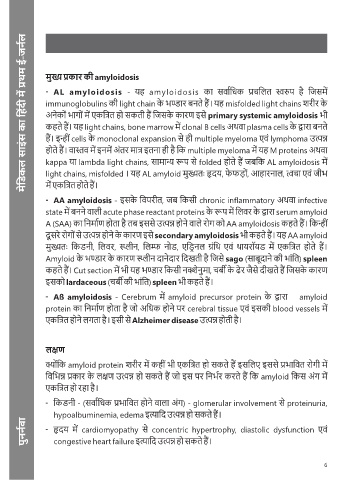 मुख्य प्रकार की amyloidosis
- AL amyloidosis - यह amyloidosis का सर्वाधिक प्रचलित स्वरुप है जिसमें
immunoglobulins की light chain के भण्डार बनते हैं। यह misfolded light chains शरीर के
अनेकों भागों में एकत्रित हो सकती हैं जिसके कारण इसे primary systemic amyloidosis भी
कहते हैं। यह light chains, bone marrow में clonal B cells अथवा plasma cells के द्वारा बनते
हैं। इन्हीं cells के monoclonal expansion से ही multiple myeloma एवं lymphoma उत्पन्न
होते हैं। वास्तव में इनमें अंतर मात्र इतना ही है कि multiple myeloma में यह M proteins अथवा
kappa या lambda light chains, सामान्य रूप से folded होते हैं जबकि AL amyloidosis में
light chains, misfolded । यह AL amyloid मुख्यतः हृदय, फेफड़ों, आहारनाल, त्वचा एवं जीभ
में एकत्रित होते हैं।
- AA amyloidosis - इसके विपरीत, जब किसी chronic inflammatory अथवा infective
state में बनने वाली acute phase reactant proteins के रूप में लिवर के द्वारा serum amyloid
A (SAA) का निर्माण होता है तब इससे उत्पन्न होने वाले रोग को AA amyloidosis कहते हैं। किन्हीं
दूसरे रोगों से उत्पन्न होने के कारण इसे secondary amyloidosis भी कहते हैं। यह AA amyloid
मुख्यतः किडनी, लिवर, स्प्लीन, लिम्फ नोड, एड्रिनल ग्रंथि एवं थायरॉयड में एकत्रित होते हैं।
Amyloid के भण्डार के कारण स्प्लीन दानेदार दिखती है जिसे sago (साबूदाने की भांति) spleen
कहते हैं। Cut section में भी यह भण्डार किसी नक्शेनुमा, चर्बी के ढेर जैसे दीखते हैं जिसके कारण
इसको lardaceous (चर्बी की भांति) spleen भी कहते हैं।
- Aß amyloidosis - Cerebrum में amyloid precursor protein के द्वारा amyloid
protein का निर्माण होता है जो अधिक होने पर cerebral tissue एवं इसकी blood vessels में
एकत्रित होने लगता है। इसी से Alzheimer disease उत्पन्न होती है।
लक्षण
क्योंकि amyloid protein शरीर में कहीं भी एकत्रित हो सकते हैं इसलिए इससे प्रभावित रोगी में
विभिन्न प्रकार के लक्षण उत्पन्न हो सकते हैं जो इस पर निर्भर करते हैं कि amyloid किस अंग में
एकत्रित हो रहा है।
- किडनी - (सर्वाधिक प्रभावित होने वाला अंग) - glomerular involvement से proteinuria,
hypoalbuminemia, edema इत्यादि उत्पन्न हो सकते हैं।
- हृदय में cardiomyopathy से concentric hypertrophy, diastolic dysfunction एवं
congestive heart failure इत्यादि उत्पन्न हो सकते हैं।
मेडिकल साइंस का हिंदी में प्रथम ई-जर्नल
पुनर्नवा
6